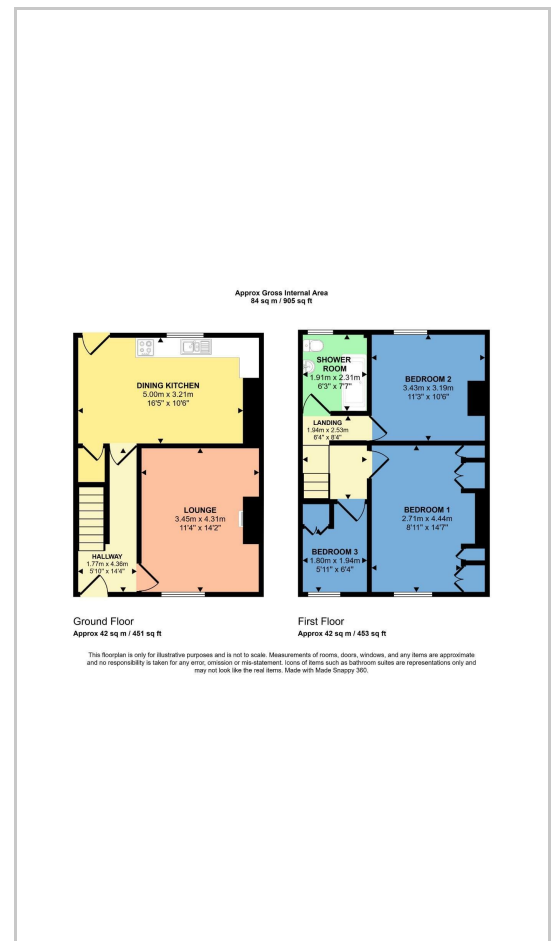 Approx Gross Internal Area
84 sq m / 905 sq ft
DINING KITCHEN
5.00m x 3.21m
16'5" x 10'6"
LOUNGE
3.45m x 4.31m
11'4" x 14'2"
HALLWAY
1.77m x 4.36m
5'10" x 14'4"
Ground Floor
Approx 42 sq m / 451 sq ft
SHOWER
ROOM
1.91m x 2.31m
6'3" x 7'7"
BEDROOM 2
3.43m x 3.19m
11'3" x 10'6"
LANDING
1.94m x 2.53m
6'4" x 8'4"
BEDROOM 1
2.71m x 4.44m
8'11" x 14'7"
BEDROOM 3
1.80m x 1.94m
5'11" x 6'4"
First Floor
Approx 42 sq m / 453 sq ft
This floorplan is only for illustrative purposes and is not to scale. Measurements of rooms, doors, windows, and any items are approximate
and no responsibility is taken for any error, omission or mis-statement. Icons of items such as bathroom suites are representations only and
may not look like the real items. Made with Made Snappy 360.